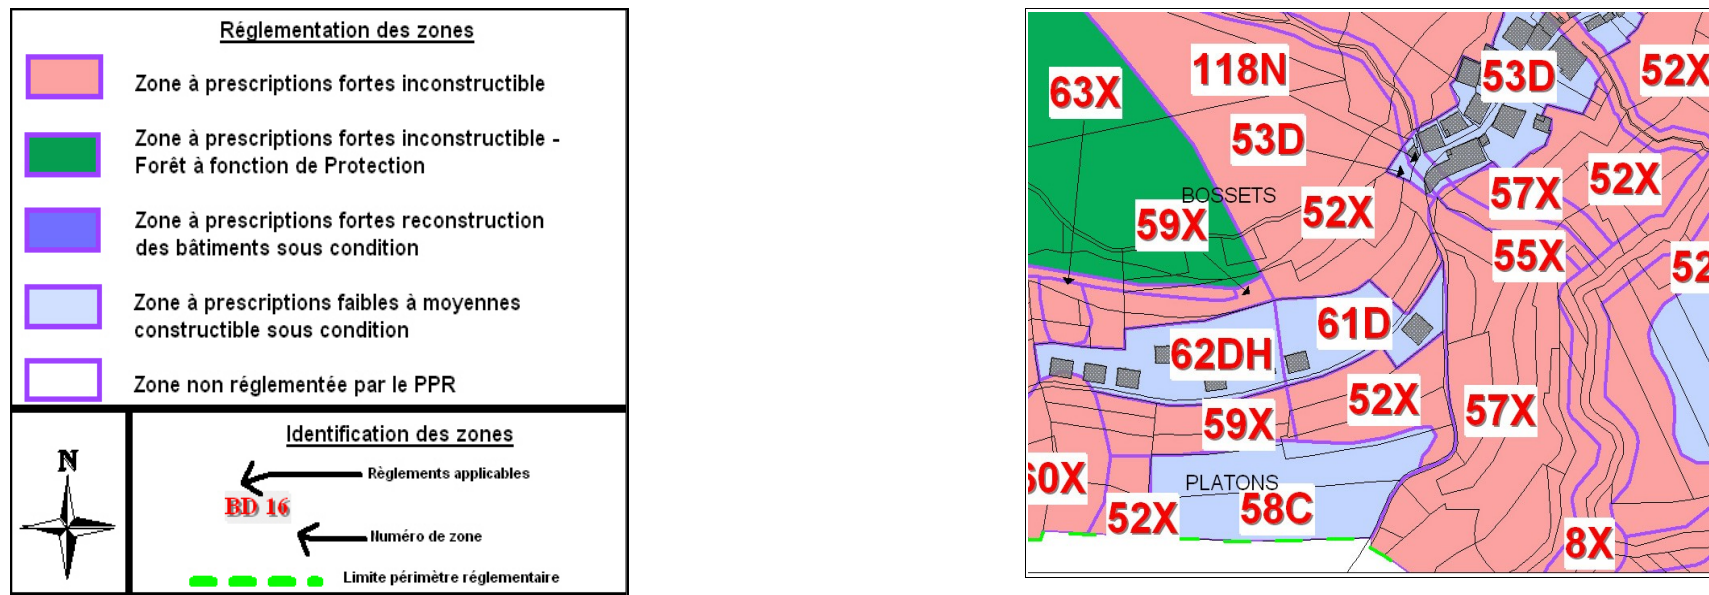 Réglementation des zones
Zone à prescriptions fortes inconstructible
Zone à prescriptions fortes inconstructible -
Forêt à fonction de Protection
Zone à prescriptions fortes reconstruction
des bâtiments sous condition
Zone à prescriptions faibles à moyennes
constructible sous condition
Zone non réglementée par le PPR
Identification des zones
N
Règlements applicables
BD 16
Numéro de zone
Limite périmètre réglementaire
118N
53D
52X
63X
53D
52X
57X
BOSSETS
59X
52X
55X
52
61D
62DH
52X
57X
59X
60X
PLATONS
58C
52X
8X